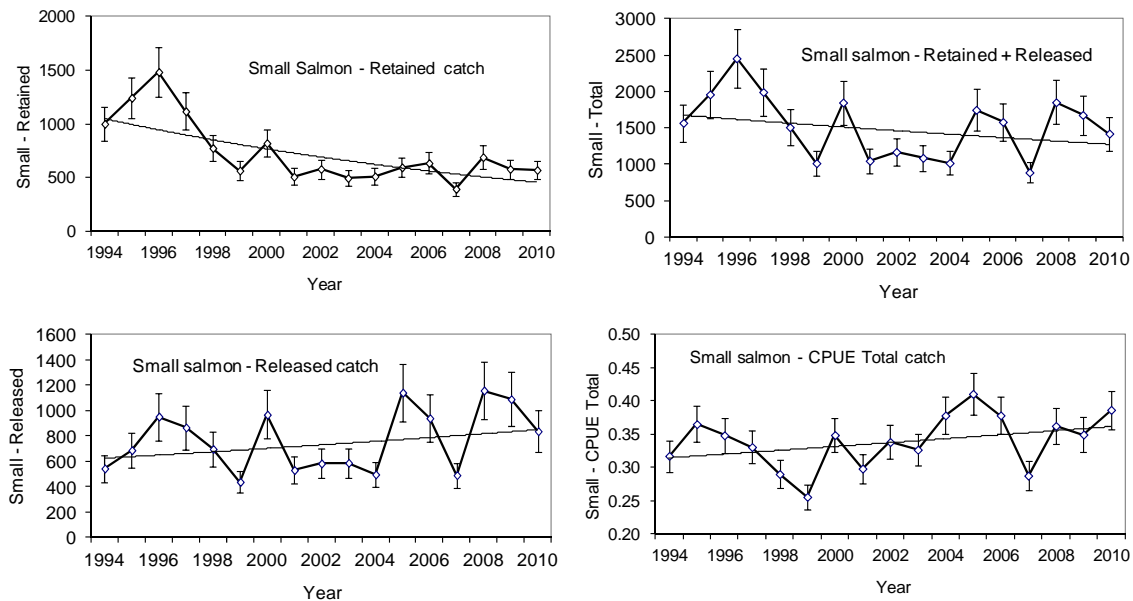 2000
1500
1000
500
0
Small - Retained
Small Salmon - Retained catch
1994 1996 1998 2000 2002 2004 2006 2008 2010
Year
3000
2500
2000
1500
1000
500
0
Small - Total
Small salmon - Retained + Released
1994 1996 1998 2000 2002 2004 2006 2008 2010
Year
1600
1400
1200
1000
800
600
400
200
0
Small - Released
Small salmon - Released catch
1994 1996 1998 2000 2002 2004 2006 2008 2010
Year
0.50
0.45
0.40
0.35
0.30
0.25
0.20
Small - CPUE Total
Small salmon - CPUE Total catch
1994 1996 1998 2000 2002 2004 2006 2008 2010
Year